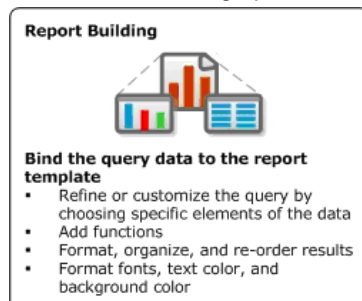 Report Building
Bind the query data to the report
template
▪ Refine or customize the query by
choosing specific elements of the data
▪ Add functions
▪ Format, organize, and re-order results
▪ Format fonts, text color, and
background color